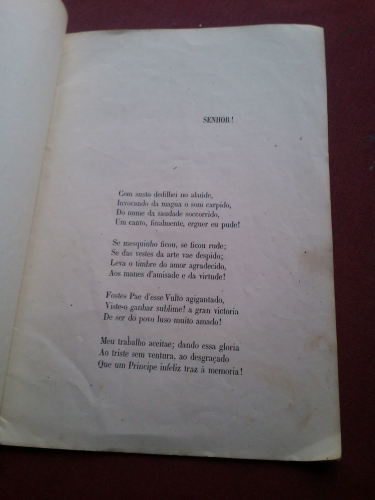 SENHOR!
Com susto dedilhei no alaúde,
Invocando da magua o som carpido,
Do nume da saudade soccorrido,
Um canto, finalmente, erguer eu pude!
Se mesquinho ficou, se ficou rude;
Se das vestes da arte vae despido;
Leva o timbre do amor agradecido,
Aos manes d'amisade e da virtude!
Fostes Pae d'esse Vulto agigantado,
Viste-o ganhar sublime! a gran victoria
De ser do povo luso muito amado!
Meu trabalho aceitae; dando essa gloria
Ao triste sem ventura, ao desgraçado
Que um Principe infeliz traz à memoria!